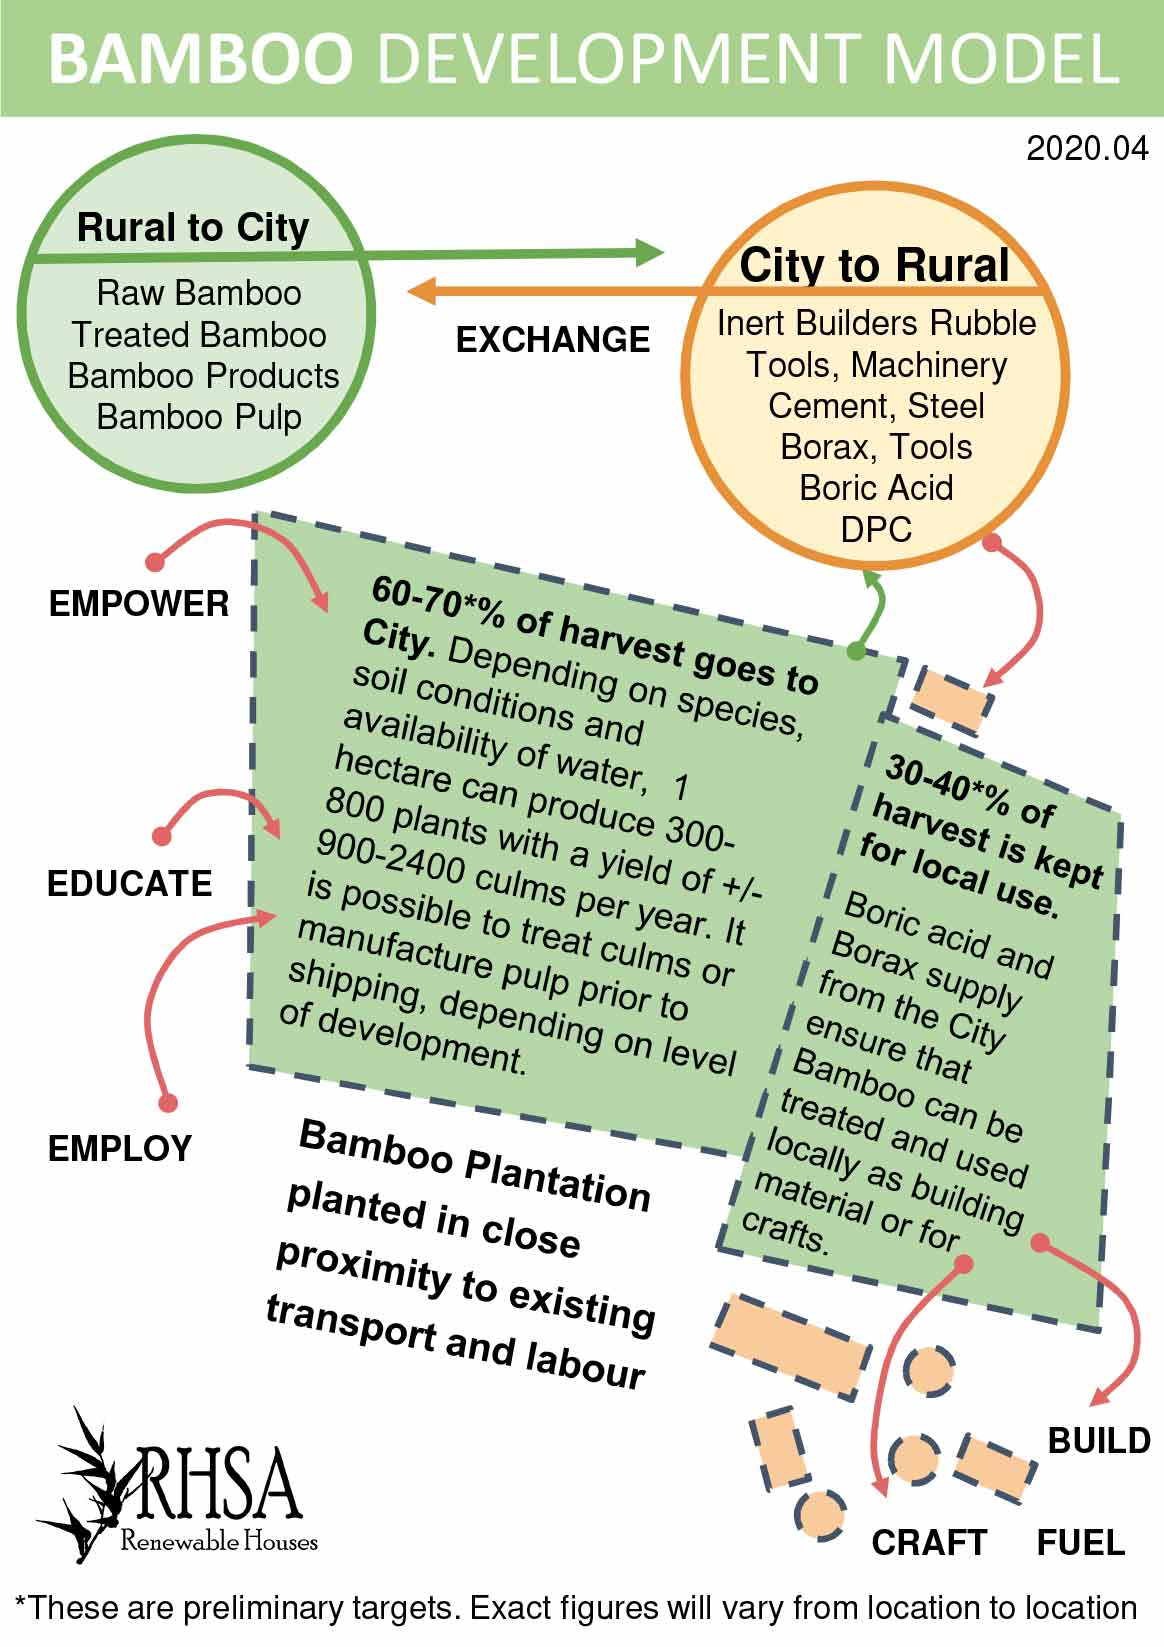 BAMBOO DEVELOPMENT MODEL
2020.04
Rural to City
Raw Bamboo
Treated Bamboo
Bamboo Products
Bamboo Pulp
EXCHANGE
City to Rural
Inert Builders Rubble
Tools, Machinery
Cement, Steel
Borax, Tools
Boric Acid
DPC
EMPOWER
EDUCATE
EMPLOY
60-70*% of harvest goes to
City. Depending on species,
soil conditions and
availability of water, 1
hectare can produce 300-
800 plants with a yield of +/-
900-2400 culms per year. It
is possible to treat culms or
manufacture pulp prior to
shipping, depending on level
of development.
30-40*% of
harvest is kept
for local use.
Boric acid and
Borax supply
from the City
ensure that
Bamboo can be
treated and used
locally as building
material or for
crafts.
Bamboo Plantation
planted in close
proximity to existing
transport and labour
BUILD
CRAFT
FUEL
RHSA
Renewable Houses
*These are preliminary targets. Exact figures will vary from location to location